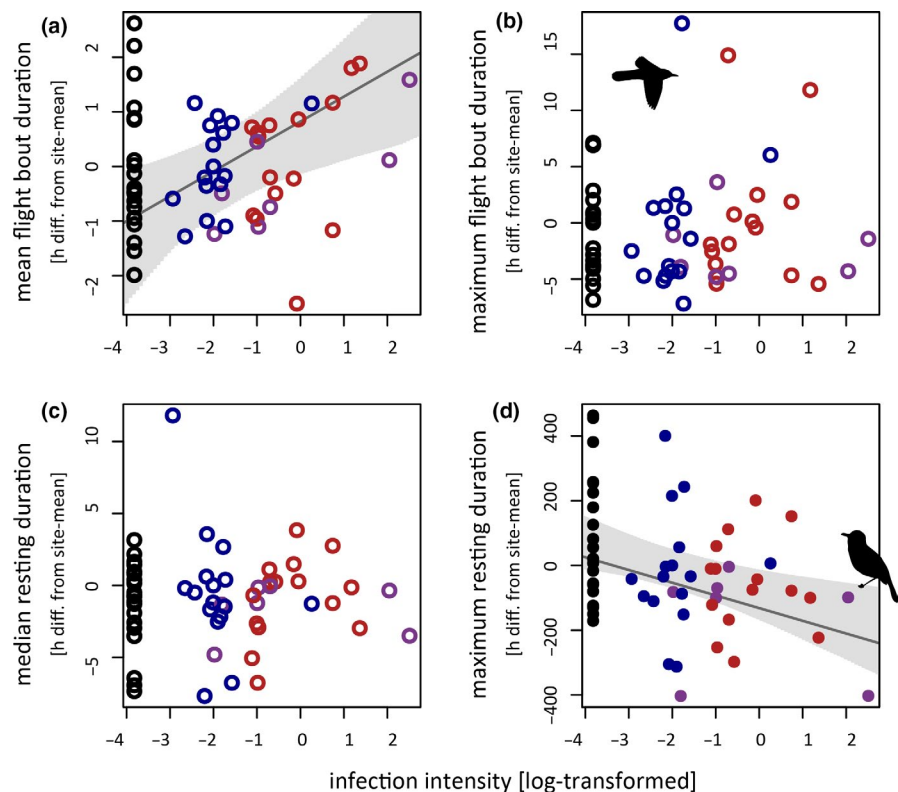 (a)
mean flight bout duration
[h diff. from site-mean]
2
1
0
−1
−2
−4 −3 −2 −1 0 1 2
(b)
maximum flight bout duration
[h diff. from site-mean]
15
10
5
0
−5
−4 −3 −2 −1 0 1 2
(c)
median resting duration
[h diff. from site-mean]
10
5
0
−5
−4 −3 −2 −1 0 1 2
(d)
maximum resting duration
[h diff. from site-mean]
400
200
0
−200
−400
−4 −3 −2 −1 0 1 2
infection intensity [log-transformed]